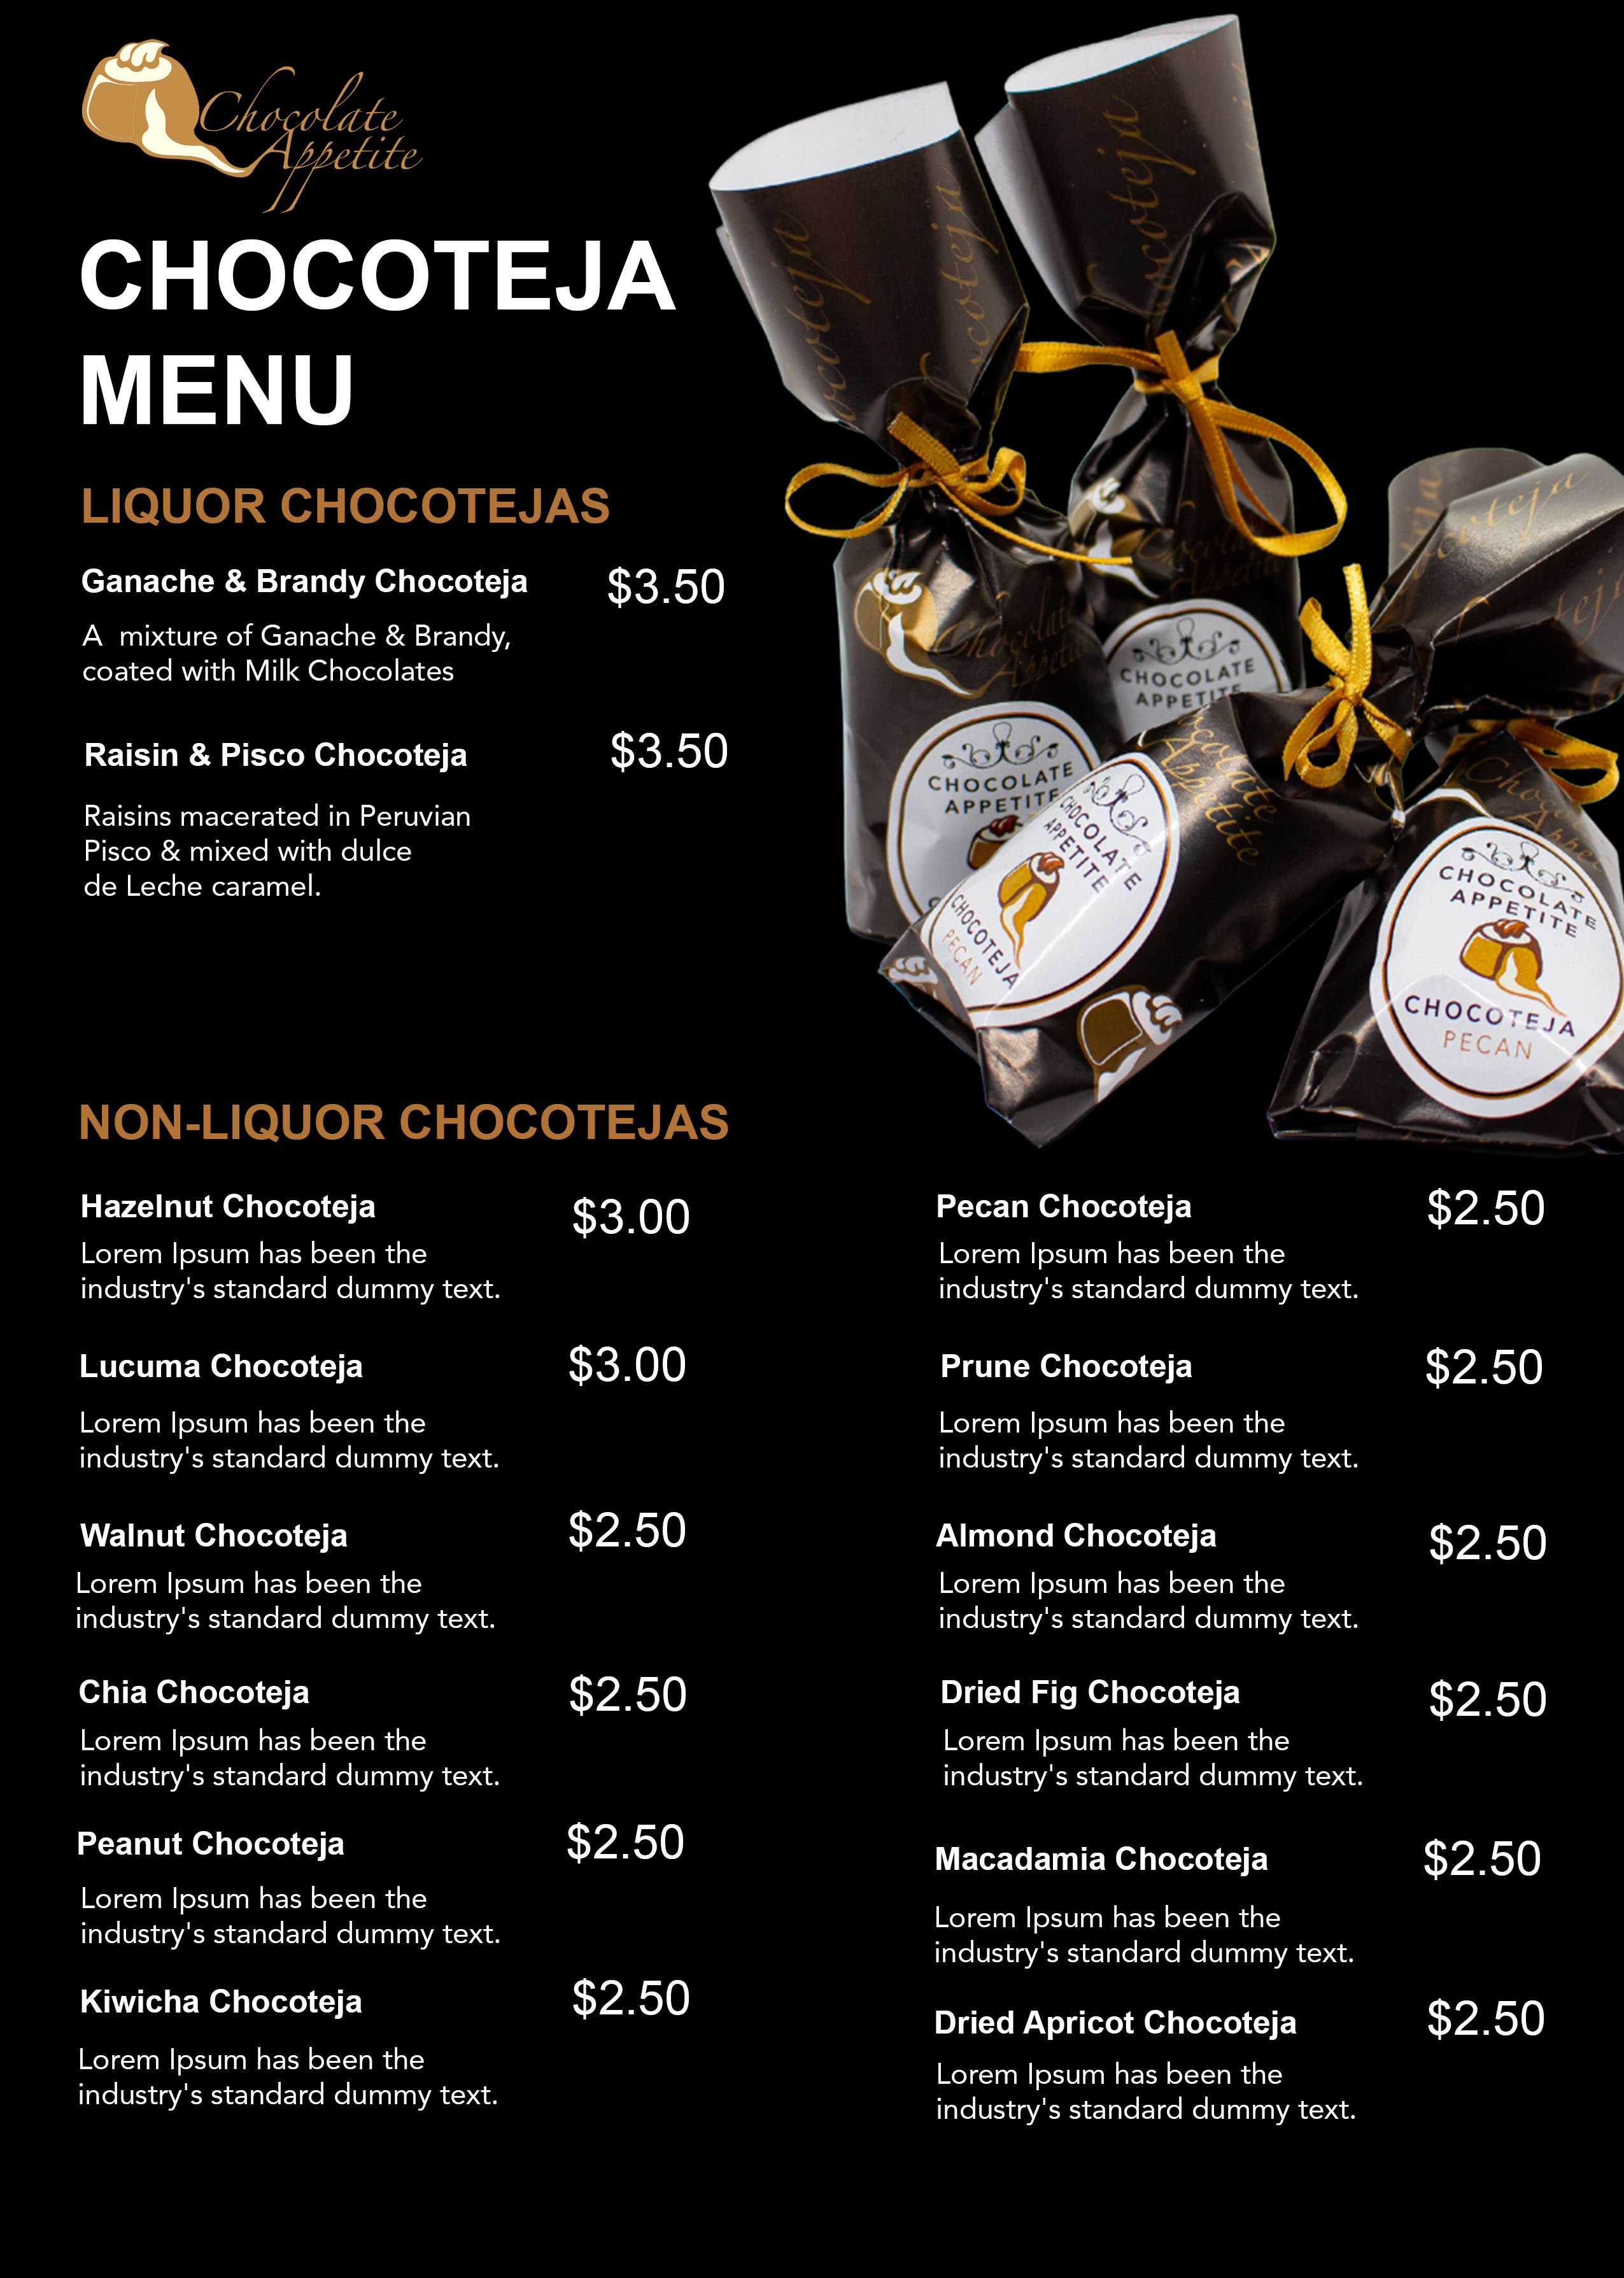 Chocolate
Appetite
CHOCOTEJA
MENU
LIQUOR CHOCOTEJAS
Ganache & Brandy Chocoteja $3.50
A  mixture of Ganache & Brandy,
coated with Milk Chocolates
Raisin & Pisco Chocoteja $3.50
Raisins macerated in Peruvian
Pisco & mixed with dulce
de Leche caramel.
ocoteja
cocoteja
ocoteja
Chocolate
Appetite
CHOCOLATE
APPETITE
CHOCOLATE
APPETITE
CHOCOLATE
APPETITE
CHOCOTEJA
PECAN
CHOCOLATE
APPETITE
CHOCOTEJA
PECAN
NON-LIQUOR CHOCOTEJAS
Hazelnut Chocoteja $3.00
Lorem Ipsum has been the
industry's standard dummy text.
Lucuma Chocoteja $3.00
Lorem Ipsum has been the
industry's standard dummy text.
Walnut Chocoteja $2.50
Lorem Ipsum has been the
industry's standard dummy text.
Chia Chocoteja $2.50
Lorem Ipsum has been the
industry's standard dummy text.
Peanut Chocoteja $2.50
Lorem Ipsum has been the
industry's standard dummy text.
Kiwicha Chocoteja $2.50
Lorem Ipsum has been the
industry's standard dummy text.
Pecan Chocoteja $2.50
Lorem Ipsum has been the
industry's standard dummy text.
Prune Chocoteja $2.50
Lorem Ipsum has been the
industry's standard dummy text.
Almond Chocoteja $2.50
Lorem Ipsum has been the
industry's standard dummy text.
Dried Fig Chocoteja $2.50
Lorem Ipsum has been the
industry's standard dummy text.
Macadamia Chocoteja $2.50
Lorem Ipsum has been the
industry's standard dummy text.
Dried Apricot Chocoteja $2.50
Lorem Ipsum has been the
industry's standard dummy text.